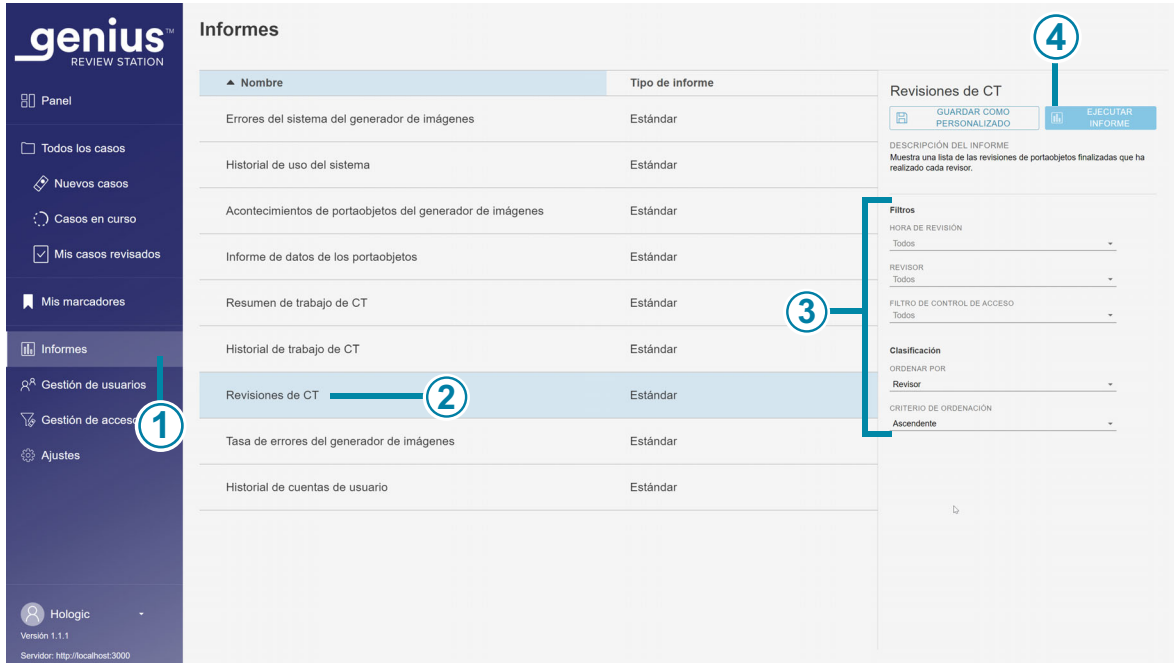 genius™
REVIEW STATION
Panel
Todos los casos
Nuevos casos
Casos en curso
Mis casos revisados
Mis marcadores
Informes
Gestión de usuarios
Gestión de acceso
Ajustes
Hologic
Versión 1.1.1
Servidor: http://localhost:3000
1
Informes
Nombre Tipo de informe
Errores del sistema del generador de imágenes Estándar
Historial de uso del sistema Estándar
Acontecimientos de portaobjetos del generador de imágenes Estándar
Informe de datos de los portaobjetos Estándar
Resumen de trabajo de CT Estándar
Historial de trabajo de CT Estándar
Revisiones de CT 2 Estándar
Tasa de errores del generador de imágenes Estándar
Historial de cuentas de usuario Estándar
4
Revisiones de CT
GUARDAR COMO
PERSONALIZADO
EJECUTAR
INFORME
DESCRIPCIÓN DEL INFORME
Muestra una lista de las revisiones de portaobjetos finalizadas que ha
realizado cada revisor.
3
Filtros
HORA DE REVISIÓN
Todos
REVISOR
Todos
FILTRO DE CONTROL DE ACCESO
Todos
Clasificación
ORDENAR POR
Revisor
CRITERIO DE ORDENACIÓN
Ascendente